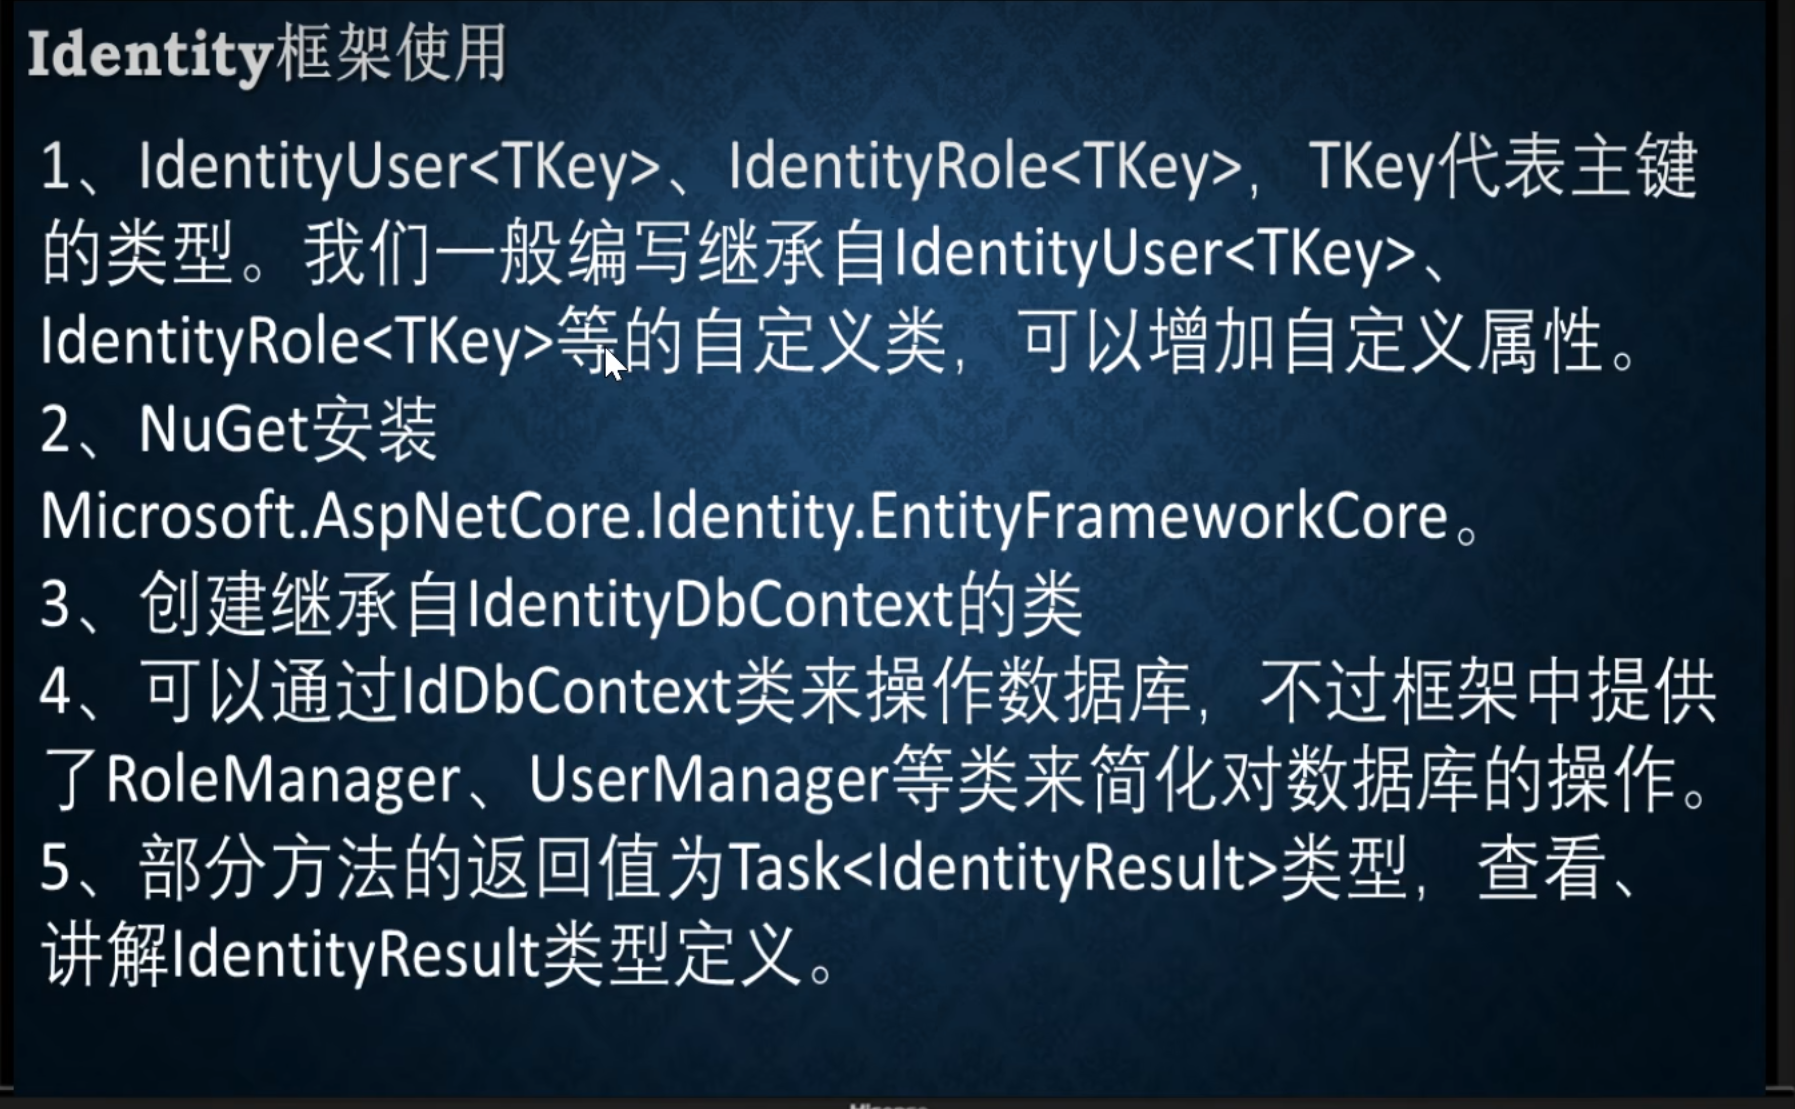 Identity框架使用
1、IdentityUser<TKey>、IdentityRole<TKey>，TKey代表主键
的类型。我们一般编写继承自IdentityUser<TKey>、
IdentityRole<TKey>等的自定义类，可以增加自定义属性。
2、NuGet安装
Microsoft.AspNetCore.Identity.EntityFrameworkCore。
3、创建继承自IdentityDbContext的类
4、可以通过IdDbContext类来操作数据库，不过框架中提供
了RoleManager、UserManager等类来简化对数据库的操作。
5、部分方法的返回值为Task<IdentityResult>类型，查看、
讲解IdentityResult类型定义。